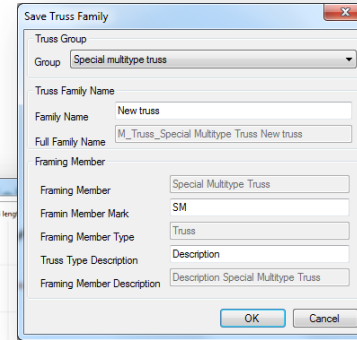 Save Truss Family
Truss Group
Group Special multitype truss
Truss Family Name
Family Name New truss
Full Family Name M_Truss_Special Multitype Truss New truss
Framing Member
Framing Member Special Multitype Truss
Framin Member Mark SM
Framing Member Type Truss
Truss Type Description Description
Framing Member Description Description Special Multitype Truss
OK Cancel